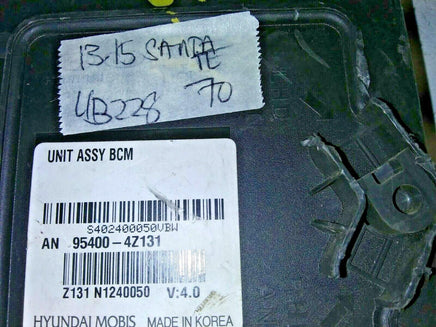 13-15 SANTA
FE
UB228 70
UNIT ASSY BCM
S402400050VBW
AN 95400-4Z131
Z131 N1240050 V:4.0
HYUNDAI MOBIS MADE IN KOREA